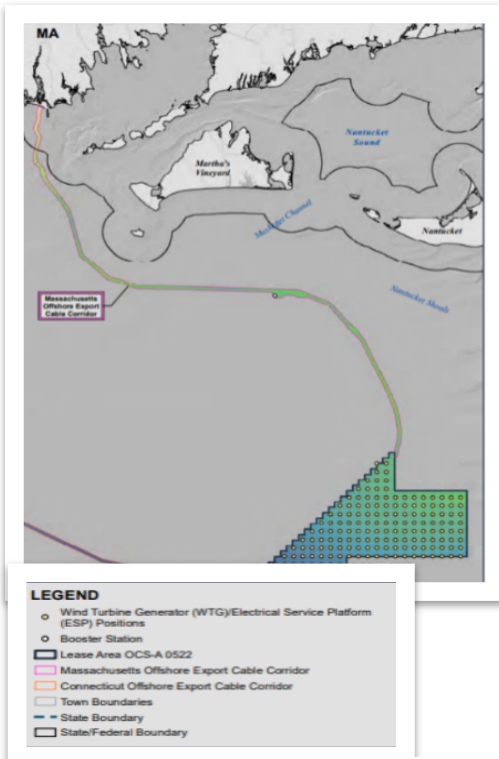 MA
Nantucket
Sound
Martha's
Vineyard
Muskeget Channel
Nantucket
Nantucket Shoals
Massachusetts
Offshore Export
Cable Corridor
LEGEND
Wind Turbine Generator (WTG)/Electrical Service Platform
(ESP) Positions
Booster Station
Lease Area OCS-A 0522
Massachusetts Offshore Export Cable Corridor
Connecticut Offshore Export Cable Corridor
Town Boundaries
State Boundary
State/Federal Boundary